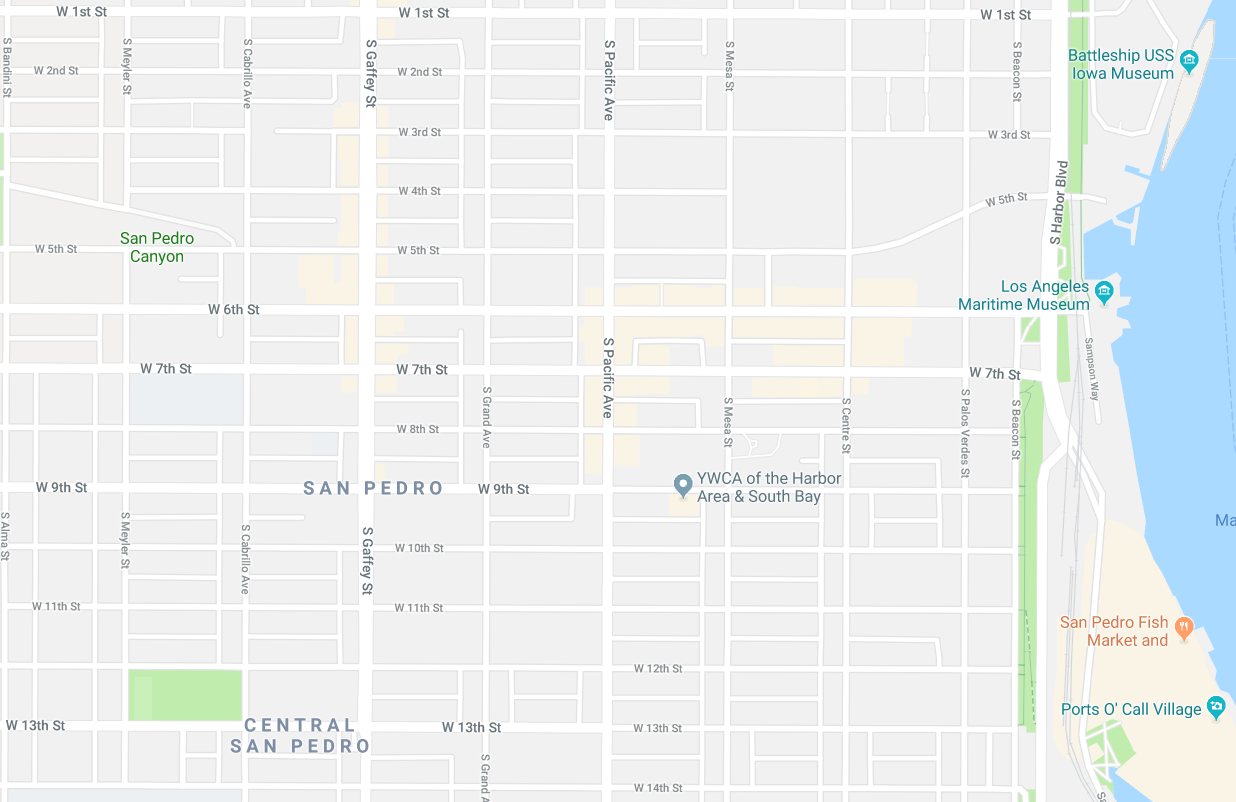 W 1st St
W 1st St
W 1st St
S Bandini St
S Meyler St
S Cabrillo Ave
S Gaffey St
S Pacific Ave
S Mesa St
S Beacon St
Battleship USS
Iowa Museum
W 2nd St
W 2nd St
W 3rd St
W 3rd St
W 4th St
S Harbor Blvd
W 5th St
San Pedro
Canyon
W 5th St
W 5th St
Los Angeles
Maritime Museum
W 6th St
Sampson Way
S Pacific Ave
W 7th St
W 7th St
W 7th St
S Grand Ave
S Mesa St
S Centre St
S Palos Verdes St
S Beacon St
W 8th St
YWCA of the Harbor
Area & South Bay
W 9th St
SAN PEDRO
W 9th St
S Alma St
S Meyler St
S Cabrillo Ave
S Gaffey St
Ma
W 10th St
W 11th St
W 11th St
San Pedro Fish
Market and
W 12th St
Ports O' Call Village
W 13th St
CENTRAL
SAN PEDRO
W 13th St
W 13th St
S Grand A
W 14th St
S